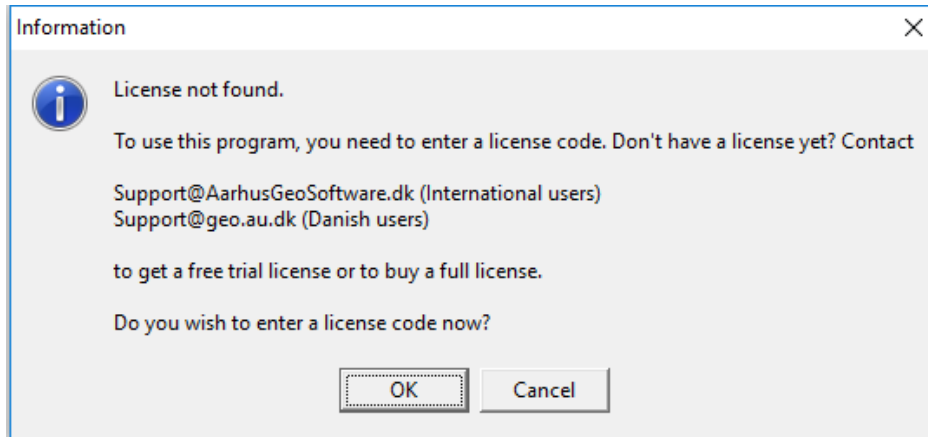 Information
License not found.
To use this program, you need to enter a license code. Don't have a license yet? Contact
Support@AarhusGeoSoftware.dk (International users)
Support@geo.au.dk (Danish users)
to get a free trial license or to buy a full license.
Do you wish to enter a license code now?
OK
Cancel